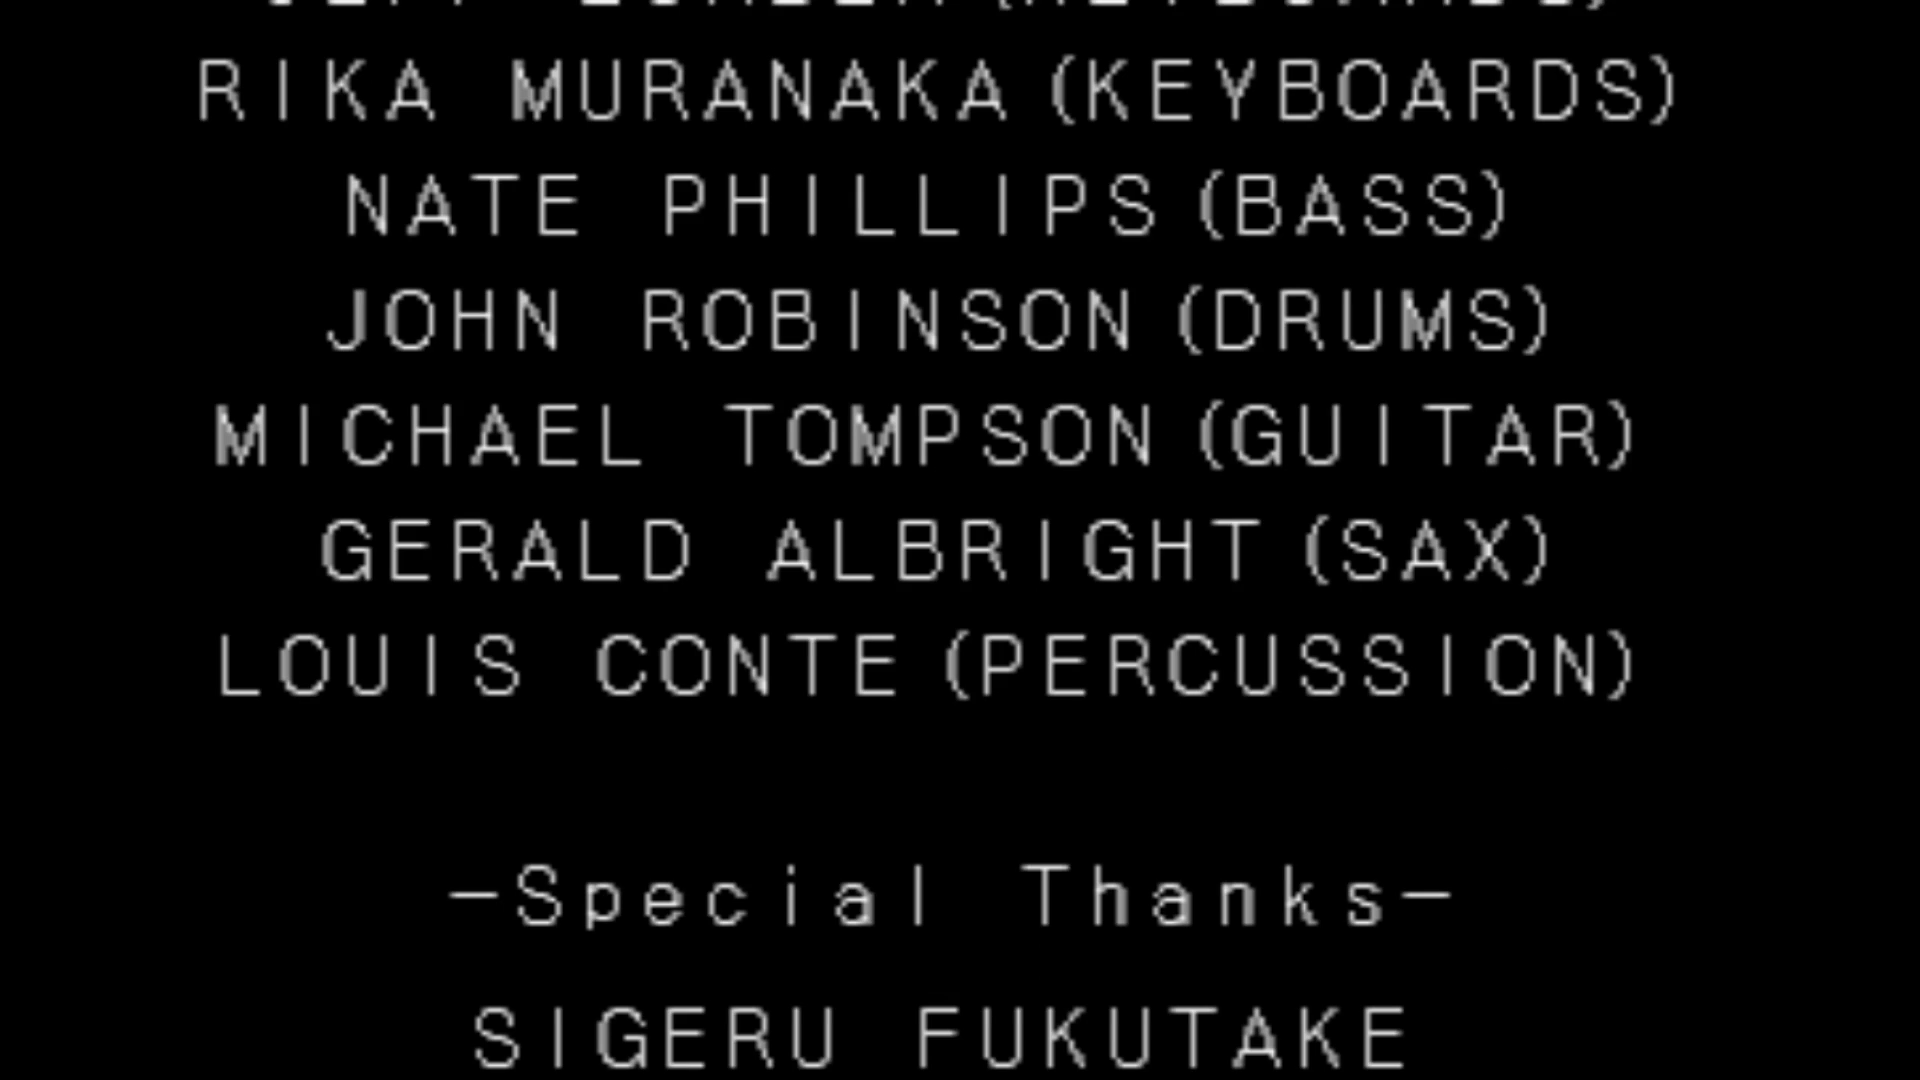 RIKA MURANAKA (KEYBOARDS)
NATE PHILLIPS (BASS)
JOHN ROBINSON (DRUMS)
MICHAEL TOMPSON (GUITAR)
GERALD ALBRIGHT (SAX)
LOUIS CONTE (PERCUSSION)
—Special Thanks—
SIGERU FUKUTAKE